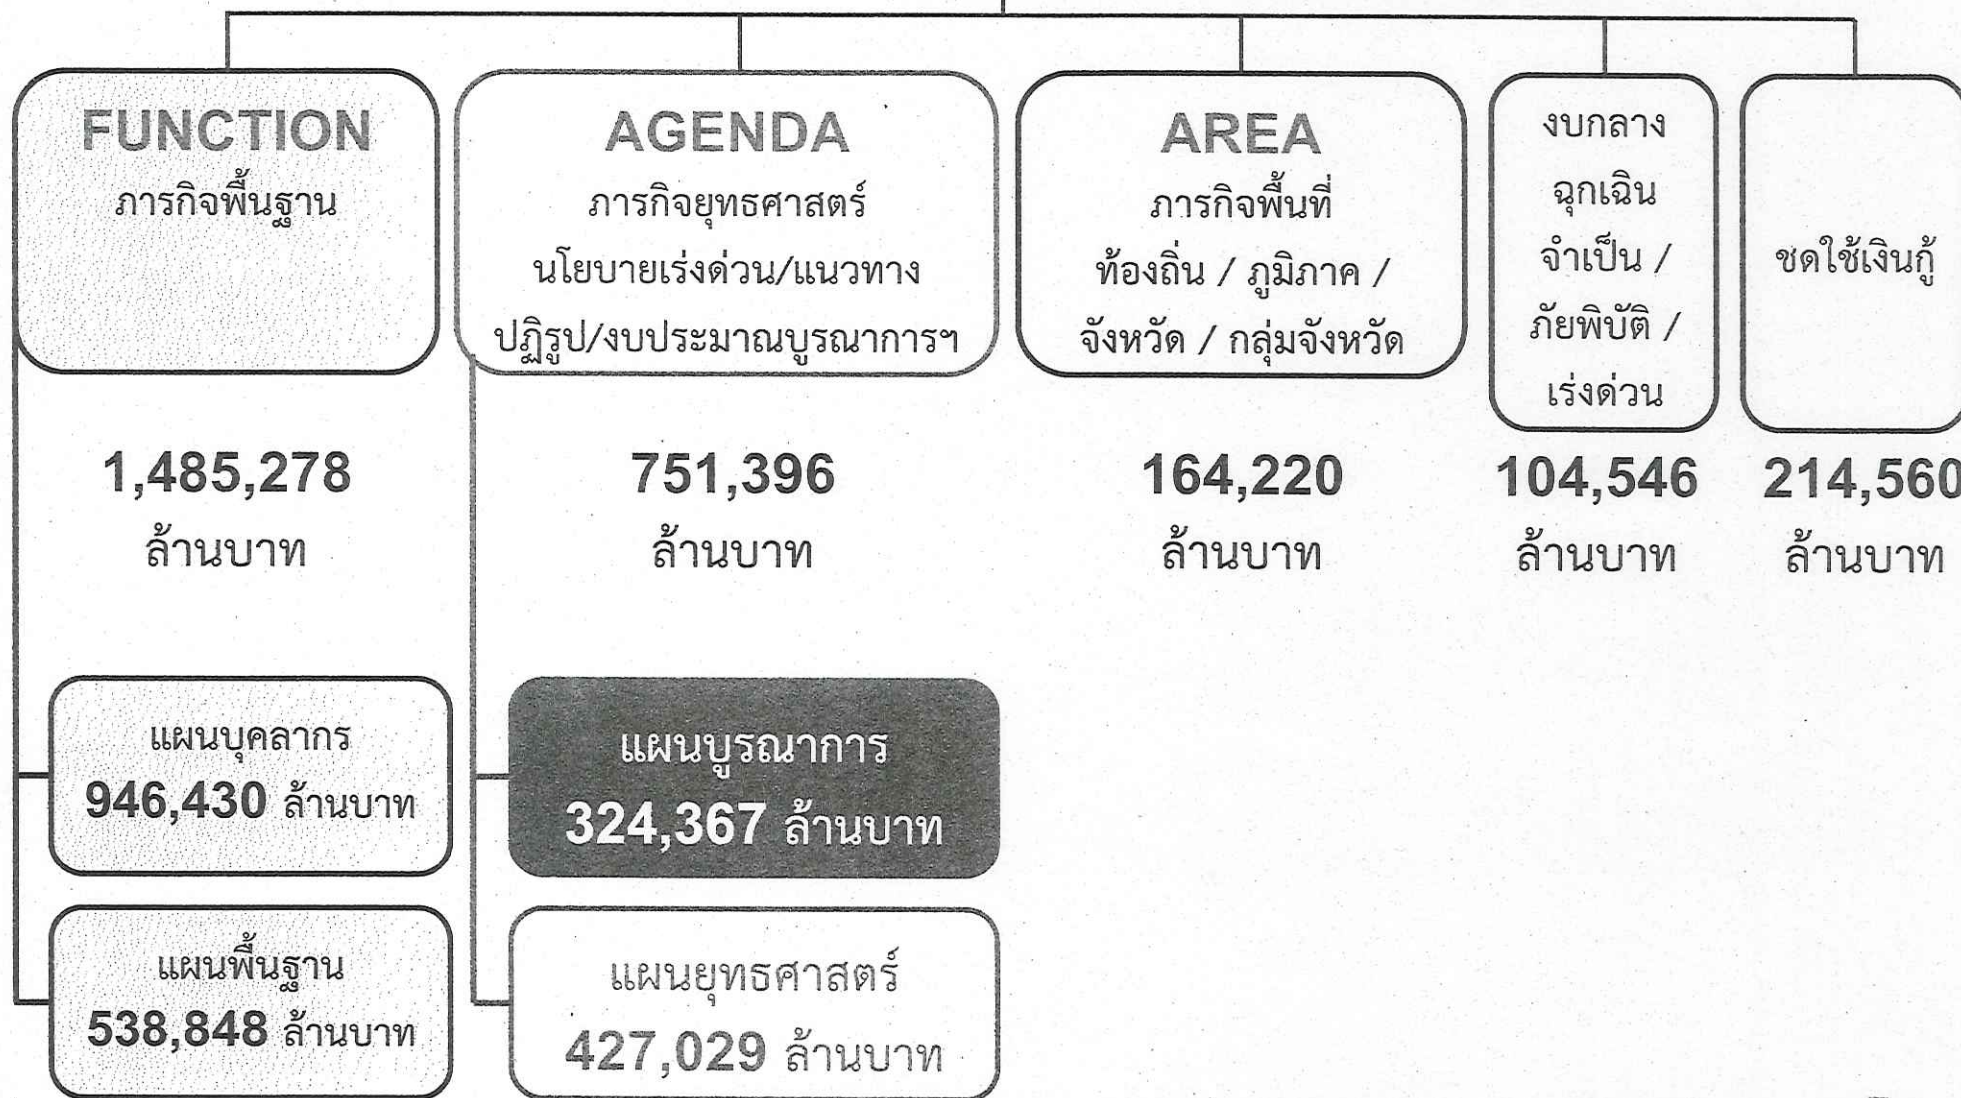 FUNCTION
ภารกิจพื้นฐาน
AGENDA
ภารกิจยุทธศาสตร์
นโยบายเร่งด่วน/แนวทาง
ปฏิรูป/งบประมาณบูรณาการฯ
AREA
ภารกิจพื้นที่
ท้องถิ่น / ภูมิภาค /
จังหวัด / กลุ่มจังหวัด
งบกลาง
ฉุกเฉิน
จำเป็น /
ภัยพิบัติ /
เร่งด่วน
ชดใช้เงินกู้
1,485,278
ล้านบาท
751,396
ล้านบาท
164,220
ล้านบาท
104,546
ล้านบาท
214,560
ล้านบาท
แผนบุคลากร
946,430 ล้านบาท
แผนพื้นฐาน
538,848 ล้านบาท
แผนบูรณาการ
324,367 ล้านบาท
แผนยุทธศาสตร์
427,029 ล้านบาท